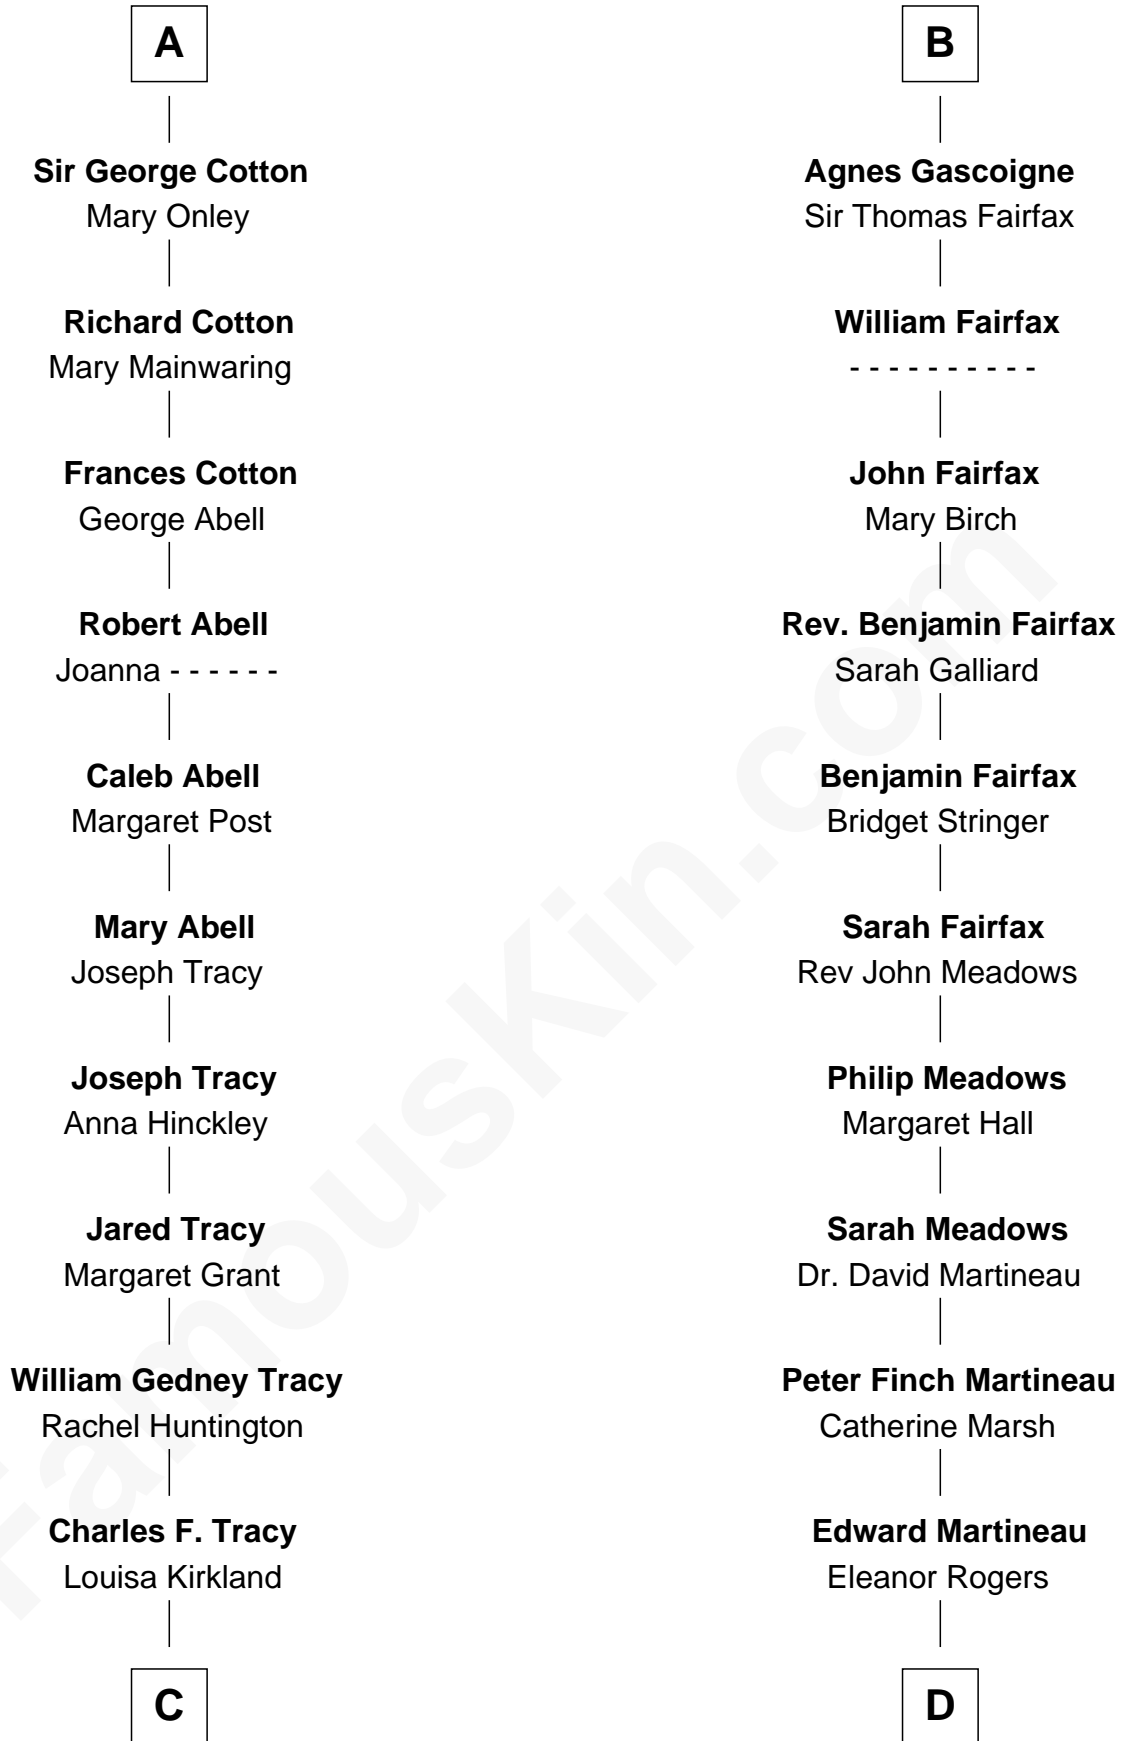 A
Sir George Cotton
Mary Onley
Richard Cotton
Mary Mainwaring
Frances Cotton
George Abell
Robert Abell
Joanna - - - - - -
Caleb Abell
Margaret Post
Mary Abell
Joseph Tracy
Joseph Tracy
Anna Hinckley
Jared Tracy
Margaret Grant
William Gedney Tracy
Rachel Huntington
Charles F. Tracy
Louisa Kirkland
C
B
Agnes Gascoigne
Sir Thomas Fairfax
William Fairfax
- - - - - - - - - -
John Fairfax
Mary Birch
Rev. Benjamin Fairfax
Sarah Galliard
Benjamin Fairfax
Bridget Stringer
Sarah Fairfax
Rev John Meadows
Philip Meadows
Margaret Hall
Sarah Meadows
Dr. David Martineau
Peter Finch Martineau
Catherine Marsh
Edward Martineau
Eleanor Rogers
D
FamousKin.com